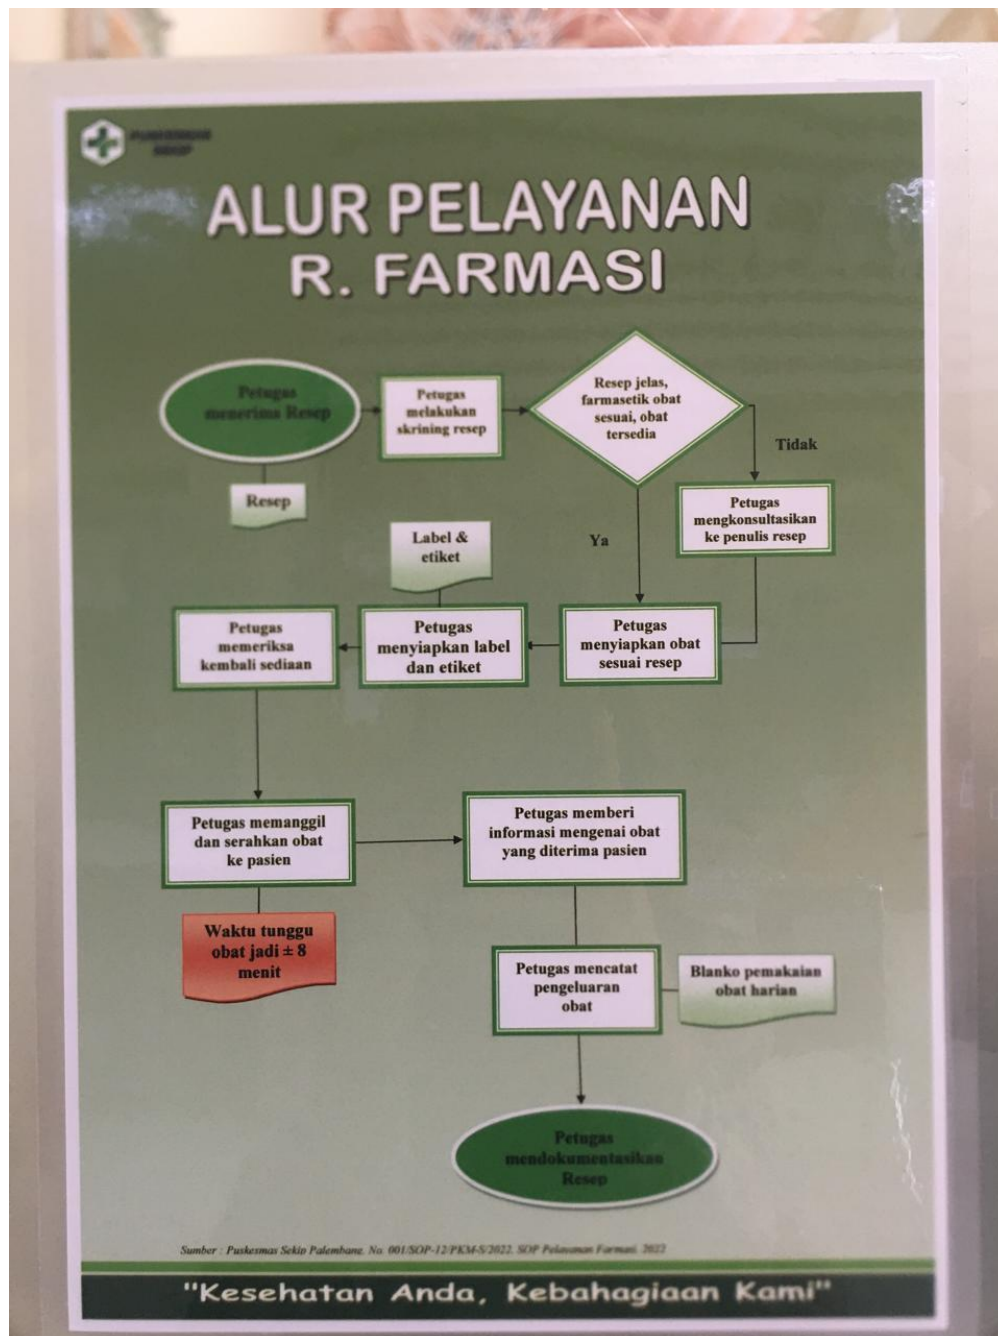 PUSKESMAS
SEKIP
ALUR PELAYANAN
R. FARMASI
Petugas
menerima Resep
Resep
Petugas
melakukan
skrining resep
Resep jelas,
farmasetik obat
sesuai, obat
tersedia
Tidak
Ya
Petugas
mengkonsultasikan
ke penulis resep
Petugas
menyiapkan obat
sesuai resep
Label &
etiket
Petugas
menyiapkan label
dan etiket
Petugas
memeriksa
kembali sediaan
Petugas memanggil
dan serahkan obat
ke pasien
Waktu tunggu
obat jadi ± 8
menit
Petugas memberi
informasi mengenai obat
yang diterima pasien
Petugas mencatat
pengeluaran
obat
Blanko pemakaian
obat harian
Petugas
mendokumentasikan
Resep
Sumber : Puskesmas Sekip Palembang. No. 001/SOP-12/PKM-S/2022. SOP Pelayanan Farmasi. 2022
"Kesehatan Anda, Kebahagiaan Kami"